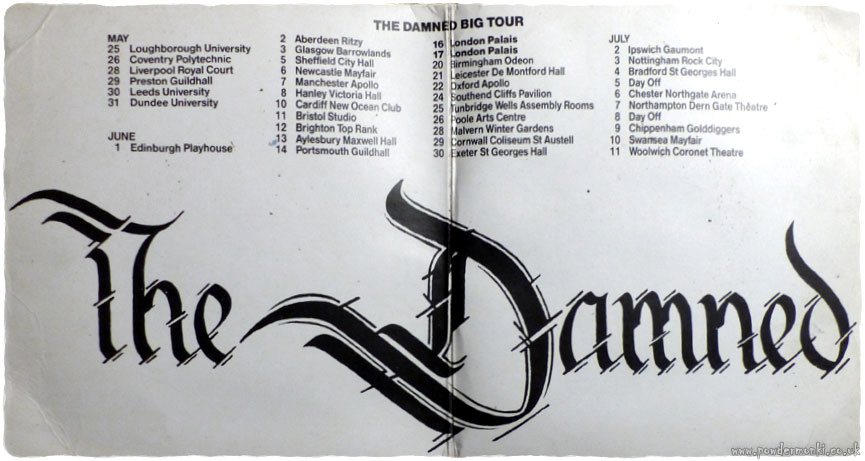 THE DAMNED BIG TOUR
MAY
25 Loughborough University
26 Coventry Polytechnic
28 Liverpool Royal Court
29 Preston Guildhall
30 Leeds University
31 Dundee University
JUNE
1 Edinburgh Playhouse
2 Aberdeen Ritzy
3 Glasgow Barrowlands
5 Sheffield City Hall
6 Newcastle Mayfair
7 Manchester Apollo
8 Hanley Victoria Hall
10 Cardiff New Ocean Club
11 Bristol Studio
12 Brighton Top Rank
13 Aylesbury Maxwell Hall
14 Portsmouth Guildhall
16 London Palais
17 London Palais
20 Birmingham Odeon
21 Leicester De Montford Hall
22 Oxford Apollo
24 Southend Cliffs Pavilion
25 Tunbridge Wells Assembly Rooms
26 Poole Arts Centre
28 Malvern Winter Gardens
29 Cornwall Coliseum St Austell
30 Exeter St Georges Hall
JULY
2 Ipswich Gaumont
3 Nottingham Rock City
4 Bradford St Georges Hall
5 Day Off
6 Chester Northgate Arena
7 Northampton Dern Gate Theatre
8 Day Off
9 Chippenham Golddiggers
10 Swansea Mayfair
11 Woolwich Coronet Theatre
The Damned
www.powdermonki.co.uk